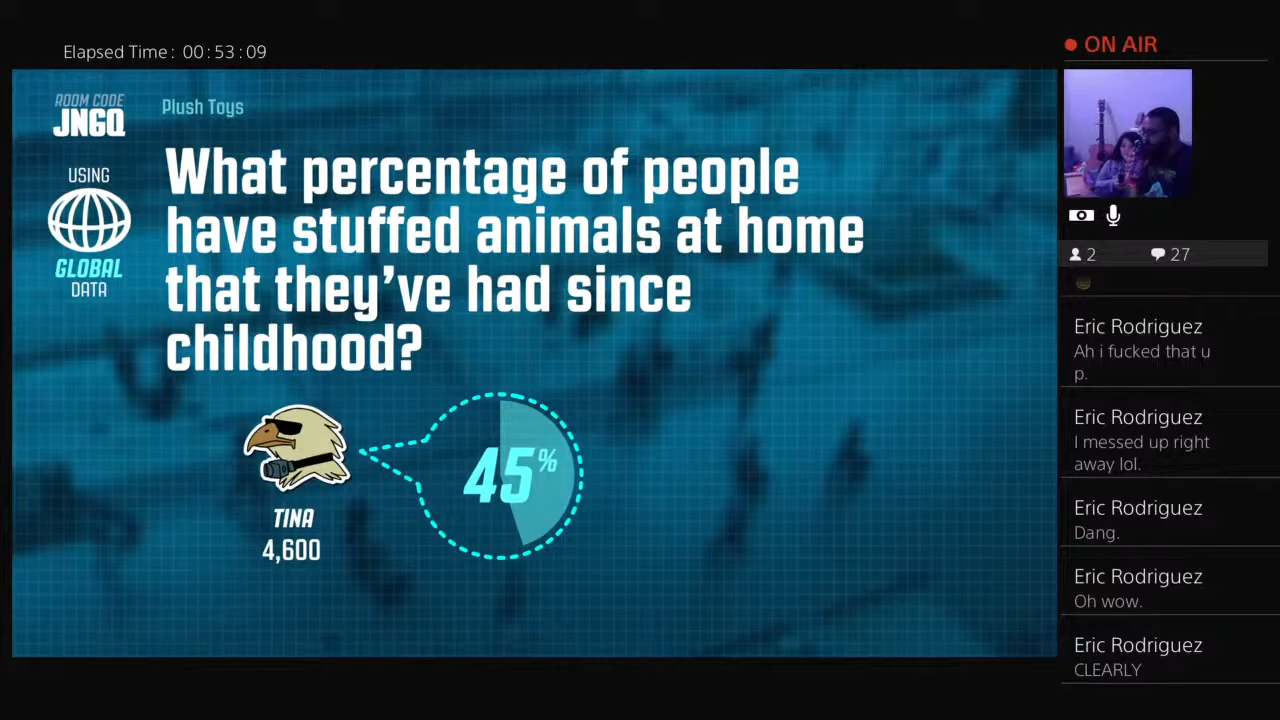 Elapsed Time: 00:53:09
ON AIR
ROOM CODE
JNGQ
USING
GLOBAL
DATA
Plush Toys
What percentage of people
have stuffed animals at home
that they've had since
childhood?
45%
TINA
4,600
2
27
Eric Rodriguez
Ah i fucked that u
p.
Eric Rodriguez
I messed up right
away lol.
Eric Rodriguez
Dang.
Eric Rodriguez
Oh wow.
Eric Rodriguez
CLEARLY